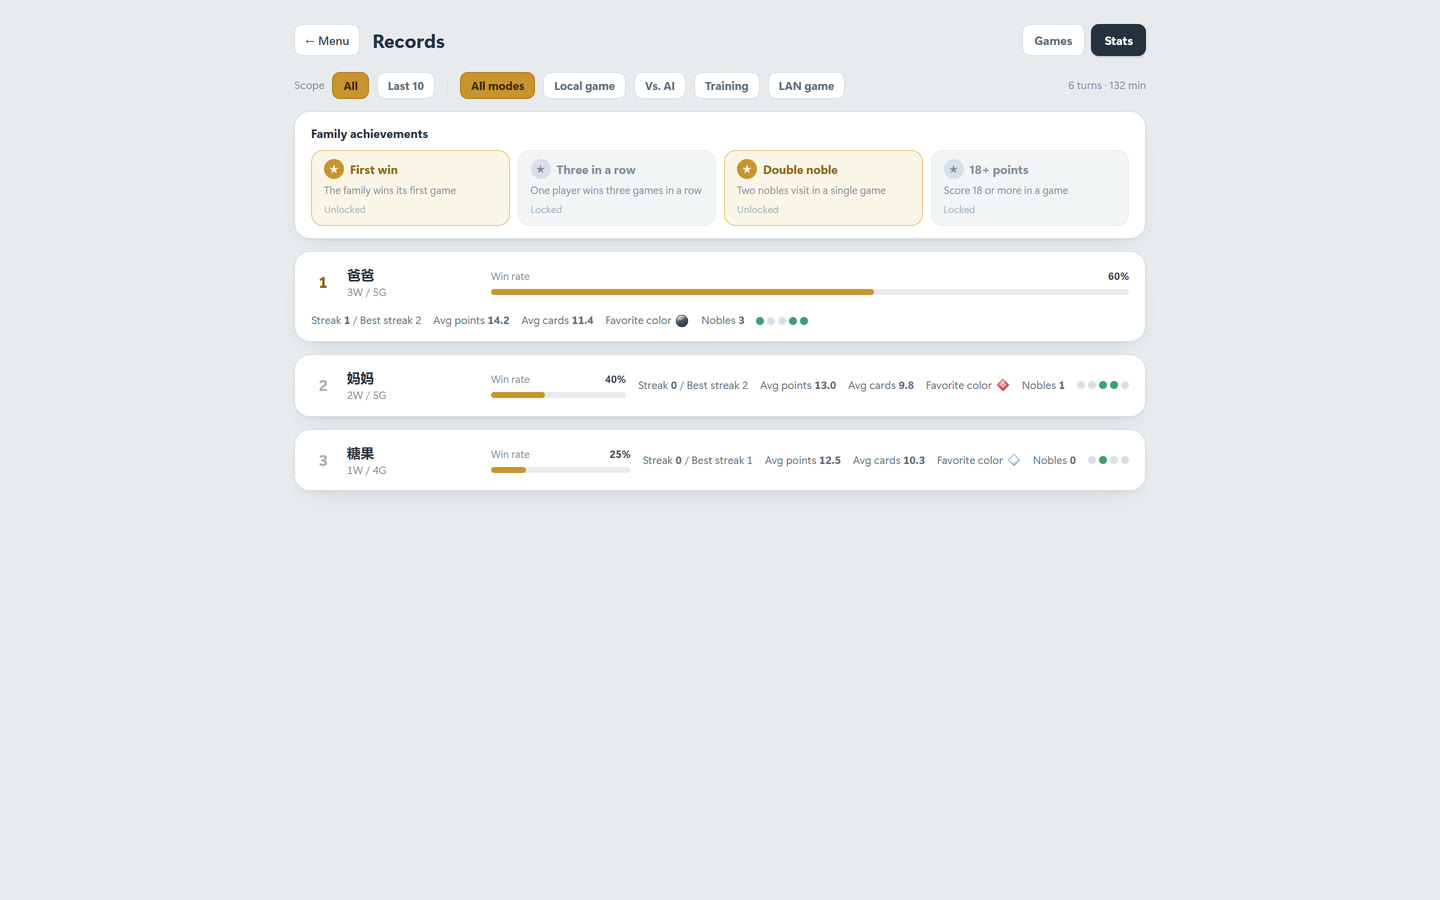 ← Menu
Records
Games
Stats
Scope
All
Last 10
All modes
Local game
Vs. AI
Training
LAN game
6 turns · 132 min
Family achievements
★ First win
The family wins its first game
Unlocked
★ Three in a row
One player wins three games in a row
Locked
★ Double noble
Two nobles visit in a single game
Unlocked
★ 18+ points
Score 18 or more in a game
Locked
1
爸爸
3W / 5G
Win rate
60%
Streak 1 / Best streak 2
Avg points 14.2
Avg cards 11.4
Favorite color
Nobles 3
2
妈妈
2W / 5G
Win rate
40%
Streak 0 / Best streak 2
Avg points 13.0
Avg cards 9.8
Favorite color
Nobles 1
3
糖果
1W / 4G
Win rate
25%
Streak 0 / Best streak 1
Avg points 12.5
Avg cards 10.3
Favorite color
Nobles 0